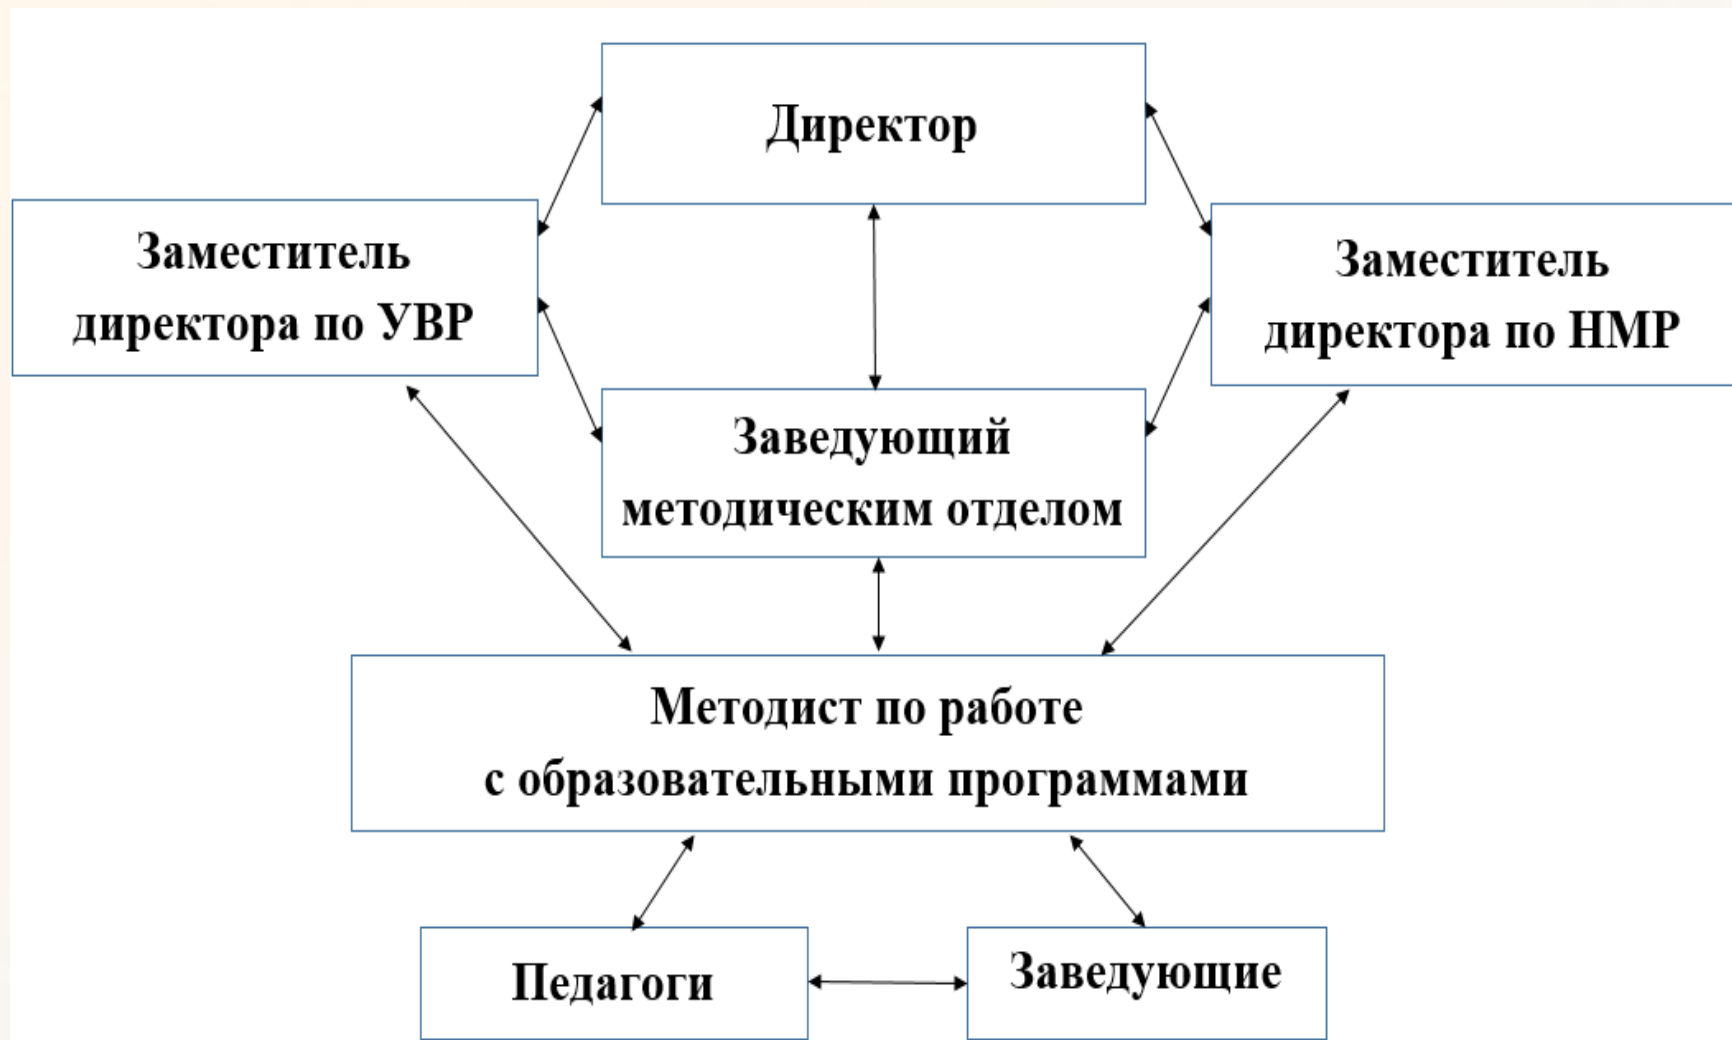 Директор
Заместитель
директора по УВР
Заместитель
директора по НМР
Заведующий
методическим отделом
Методист по работе
с образовательными программами
Педагоги
Заведующие